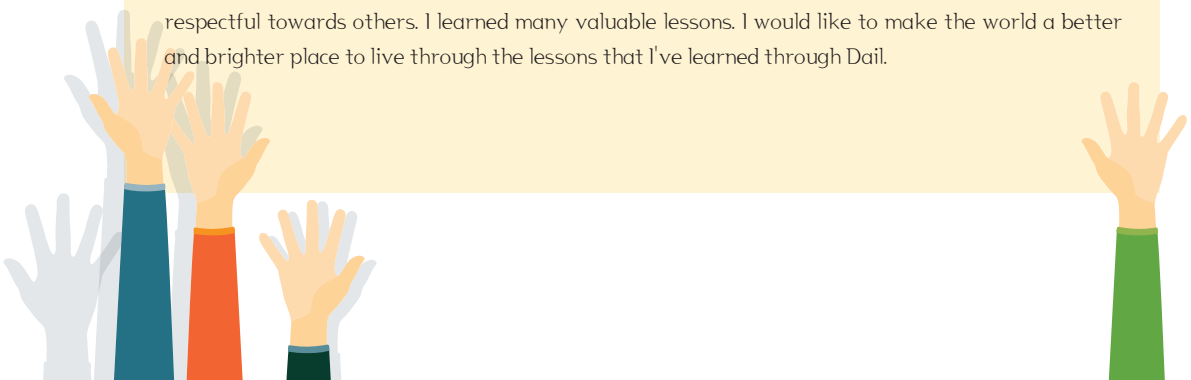 respectful towards others. I learned many valuable lessons. I would like to make the world a better
and brighter place to live through the lessons that I've learned through Dail.